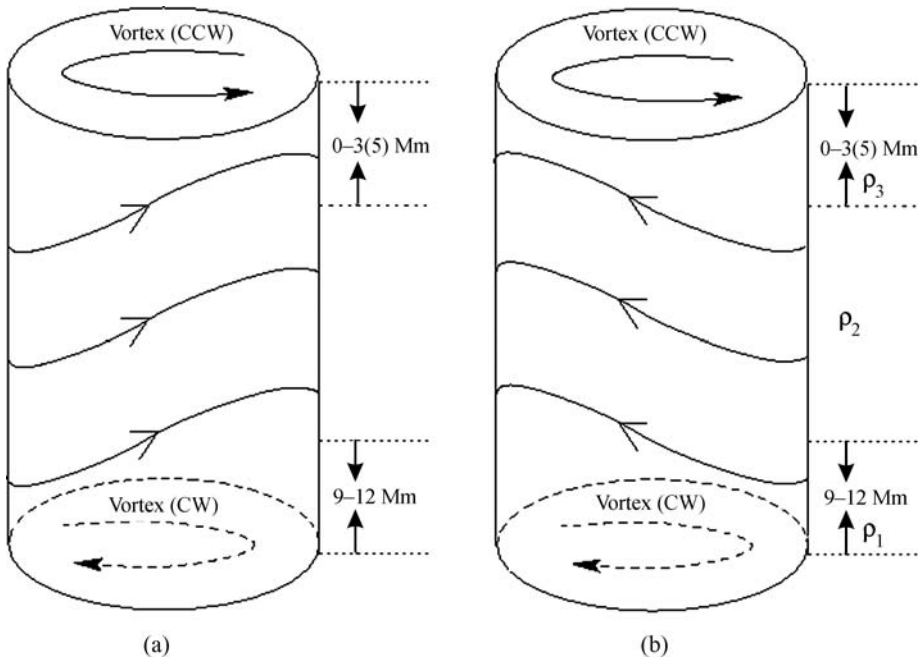 Vortex (CCW)
0–3(5) Mm
9–12 Mm
Vortex (CW)
(a)
Vortex (CCW)
0–3(5) Mm
ρ3
ρ2
9–12 Mm
Vortex (CW)
ρ1
(b)